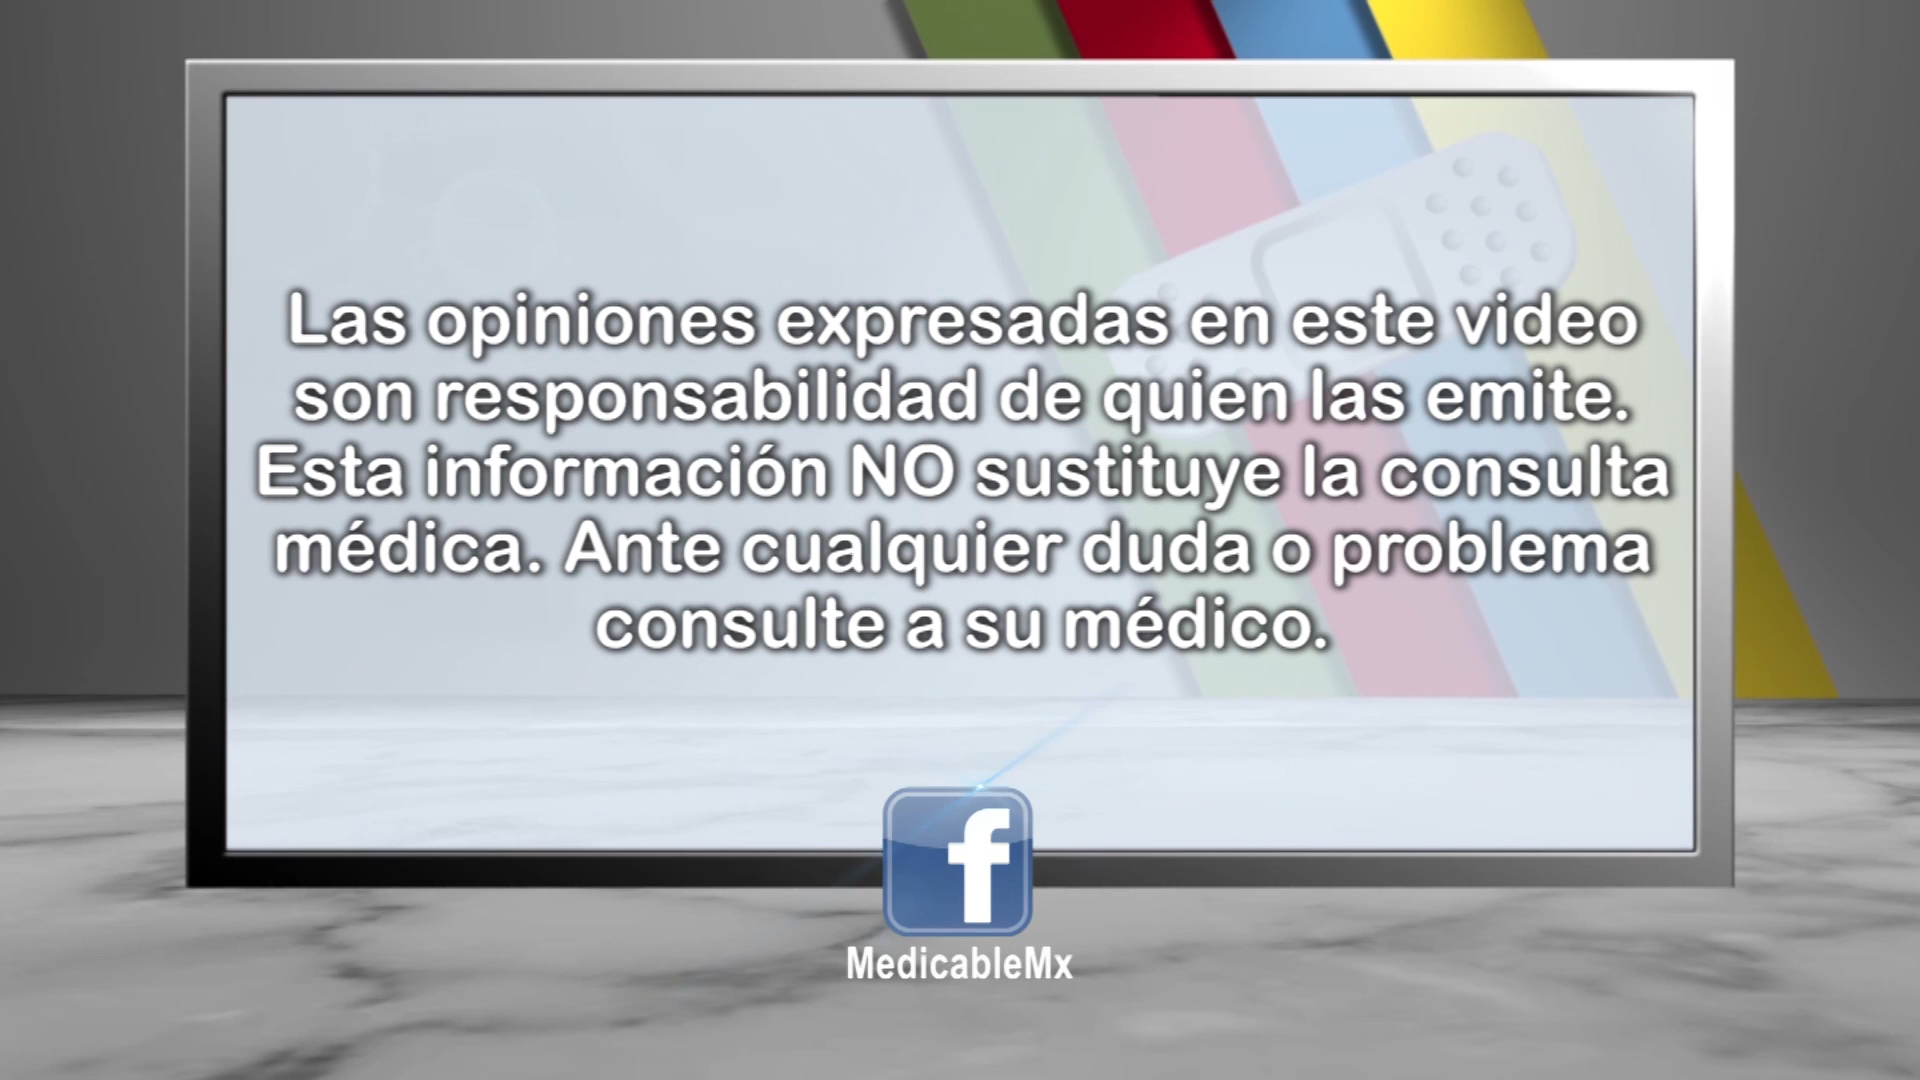 Las opiniones expresadas en este video
son responsabilidad de quien las emite.
Esta información NO sustituye la consulta
médica. Ante cualquier duda o problema
consulte a su médico.
f
MedicableMx